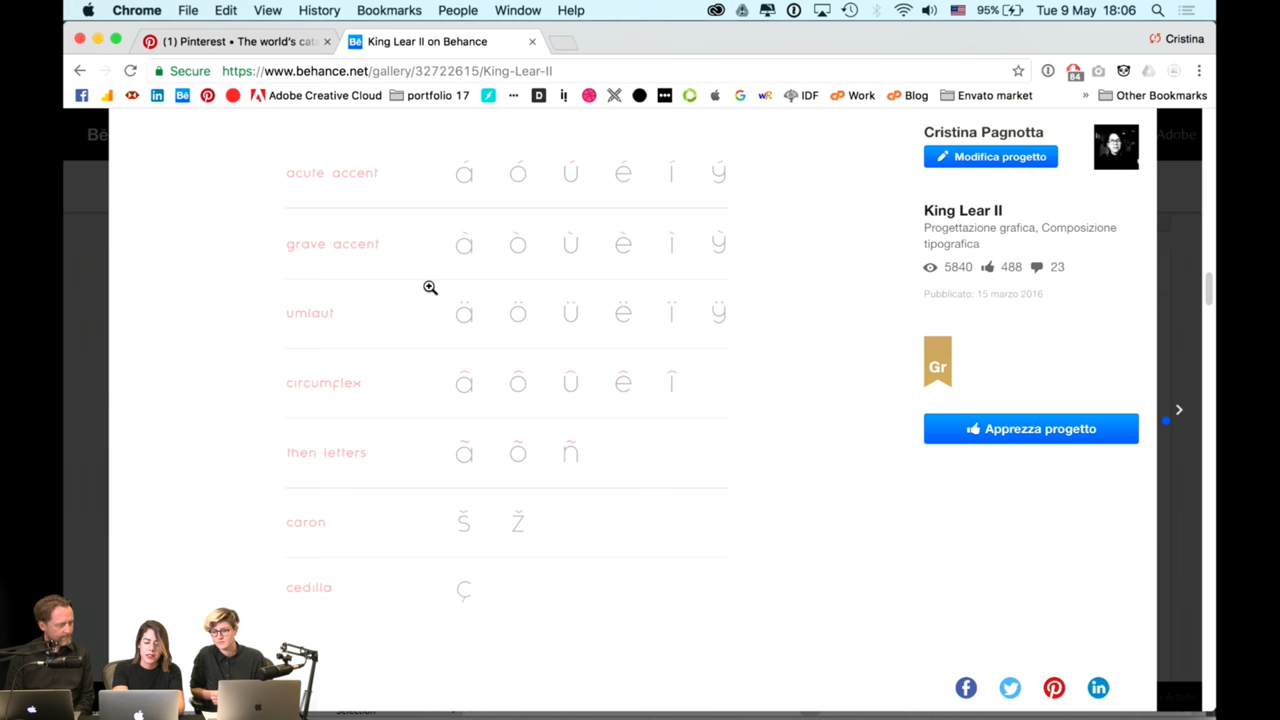 Chrome File Edit View History Bookmarks People Window Help 95% Tue 9 May 18:06
(1) Pinterest • The world's cat
King Lear II on Behance
Cristina
Secure https://www.behance.net/gallery/32722615/King-Lear-II
84
Adobe Creative Cloud portfolio 17 IDF Work Blog Envato market » Other Bookmarks
Bē
Adobe
acute accent á ó ú é í ý
grave accent à ò ù è ì ỳ
umlaut ä ö ü ë ï ÿ
circumflex â ô û ê î
then letters ã õ ñ
caron š ž
cedilla ç
Cristina Pagnotta
Modifica progetto
King Lear II
Progettazione grafica, Composizione
tipografica
5840 488 23
Pubblicato: 15 marzo 2016
Gr
Apprezza progetto